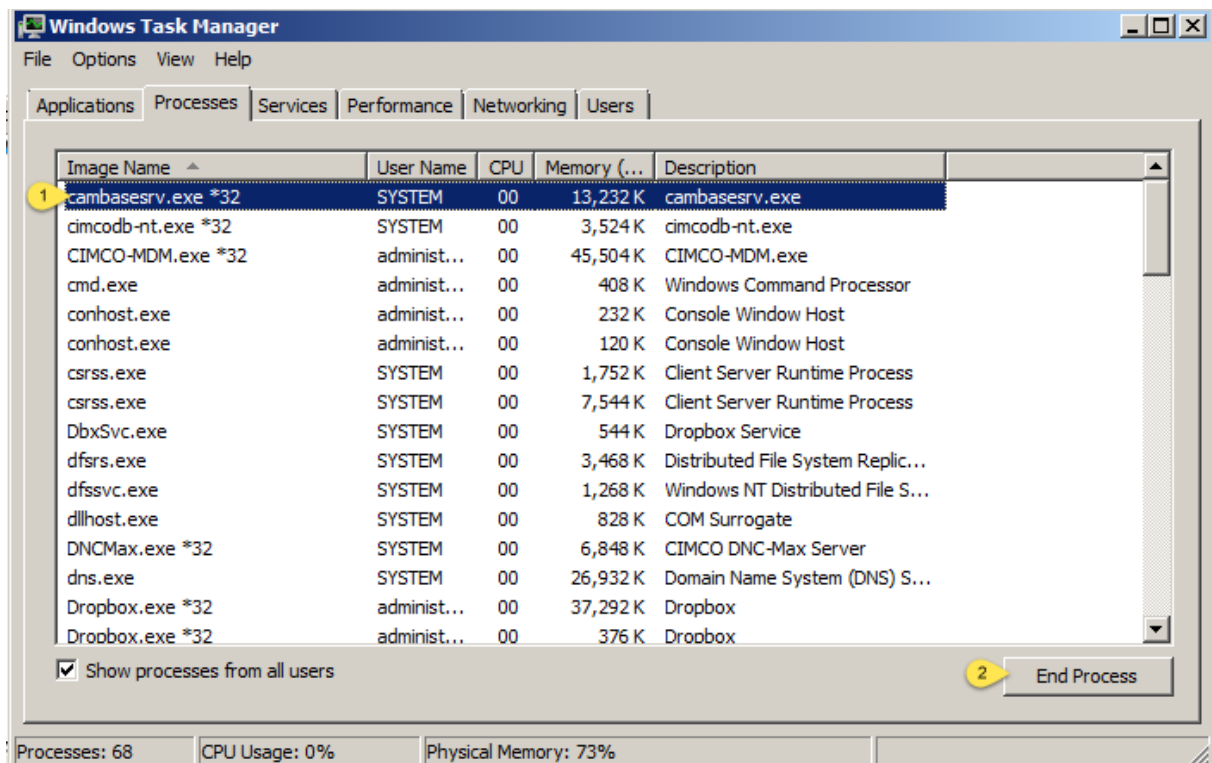 Windows Task Manager
File Options View Help
Applications Processes Services Performance Networking Users
Image Name User Name CPU Memory (... Description
1 cambasesrv.exe *32 SYSTEM 00 13,232 K cambasesrv.exe
cimcodb-nt.exe *32 SYSTEM 00 3,524 K cimcodb-nt.exe
CIMCO-MDM.exe *32 administ... 00 45,504 K CIMCO-MDM.exe
cmd.exe administ... 00 408 K Windows Command Processor
conhost.exe administ... 00 232 K Console Window Host
conhost.exe administ... 00 120 K Console Window Host
csrss.exe SYSTEM 00 1,752 K Client Server Runtime Process
csrss.exe SYSTEM 00 7,544 K Client Server Runtime Process
DbxSvc.exe SYSTEM 00 544 K Dropbox Service
dfsrs.exe SYSTEM 00 3,468 K Distributed File System Replic...
dfssvc.exe SYSTEM 00 1,268 K Windows NT Distributed File S...
dllhost.exe SYSTEM 00 828 K COM Surrogate
DNCMax.exe *32 SYSTEM 00 6,848 K CIMCO DNC-Max Server
dns.exe SYSTEM 00 26,932 K Domain Name System (DNS) S...
Dropbox.exe *32 administ... 00 37,292 K Dropbox
Dropbox.exe *32 administ... 00 376 K Dropbox
Show processes from all users 2 End Process
Processes: 68 CPU Usage: 0% Physical Memory: 73%